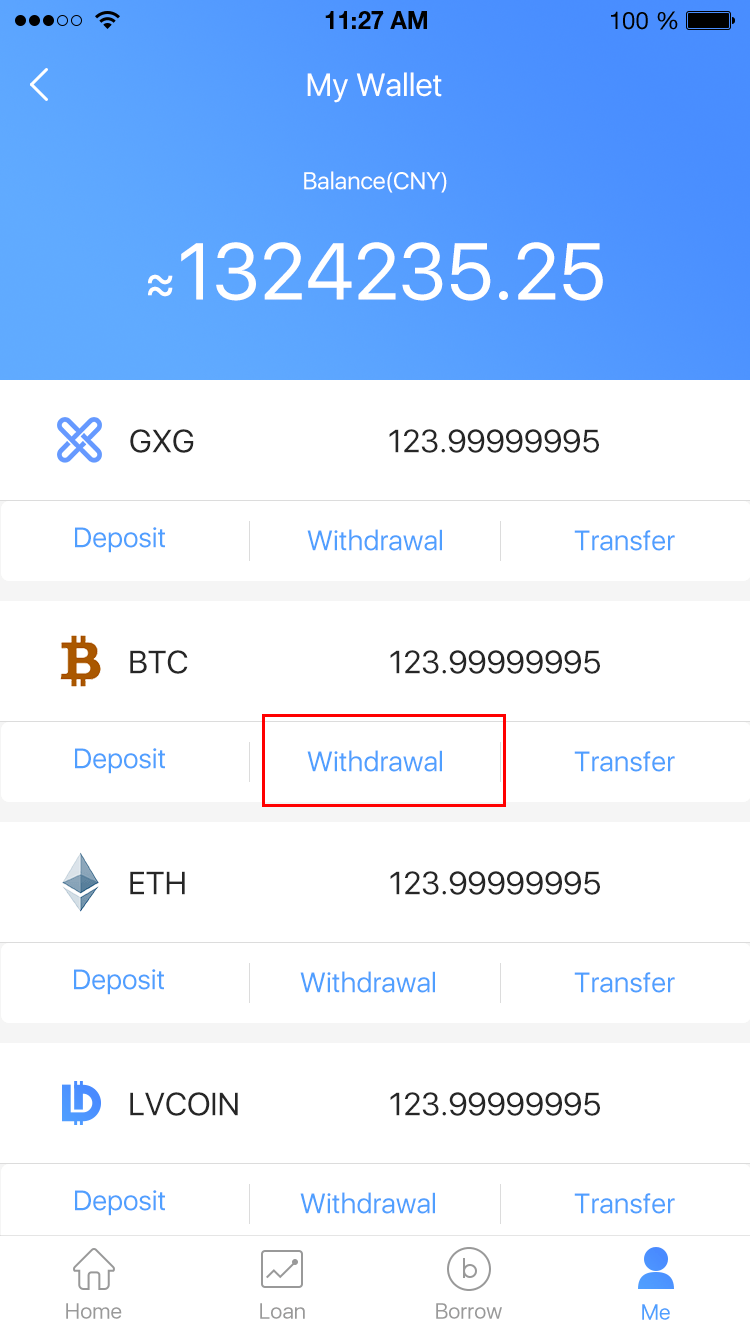 11:27 AM 100 %
My Wallet
Balance(CNY)
≈1324235.25
GXG 123.99999995
Deposit Withdrawal Transfer
BTC 123.99999995
Deposit Withdrawal Transfer
ETH 123.99999995
Deposit Withdrawal Transfer
LVCOIN 123.99999995
Deposit Withdrawal Transfer
Home Loan Borrow Me